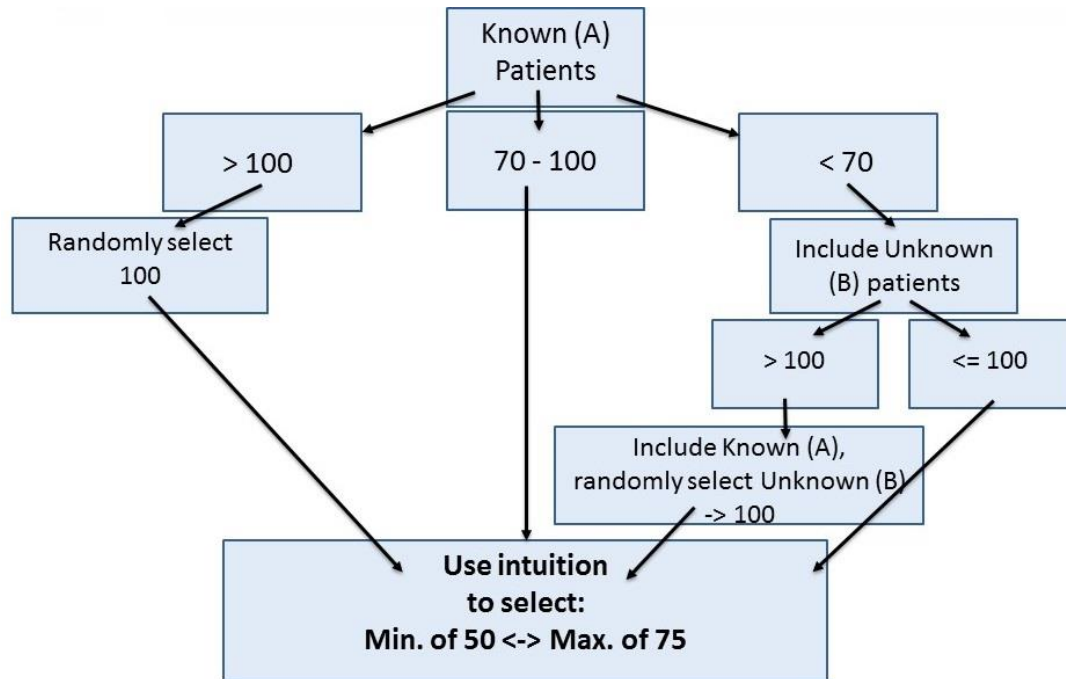 Known (A)
Patients
> 100
70 - 100
< 70
Randomly select
100
Include Unknown
(B) patients
> 100
<= 100
Include Known (A),
randomly select Unknown (B)
-> 100
Use intuition
to select:
Min. of 50 <-> Max. of 75